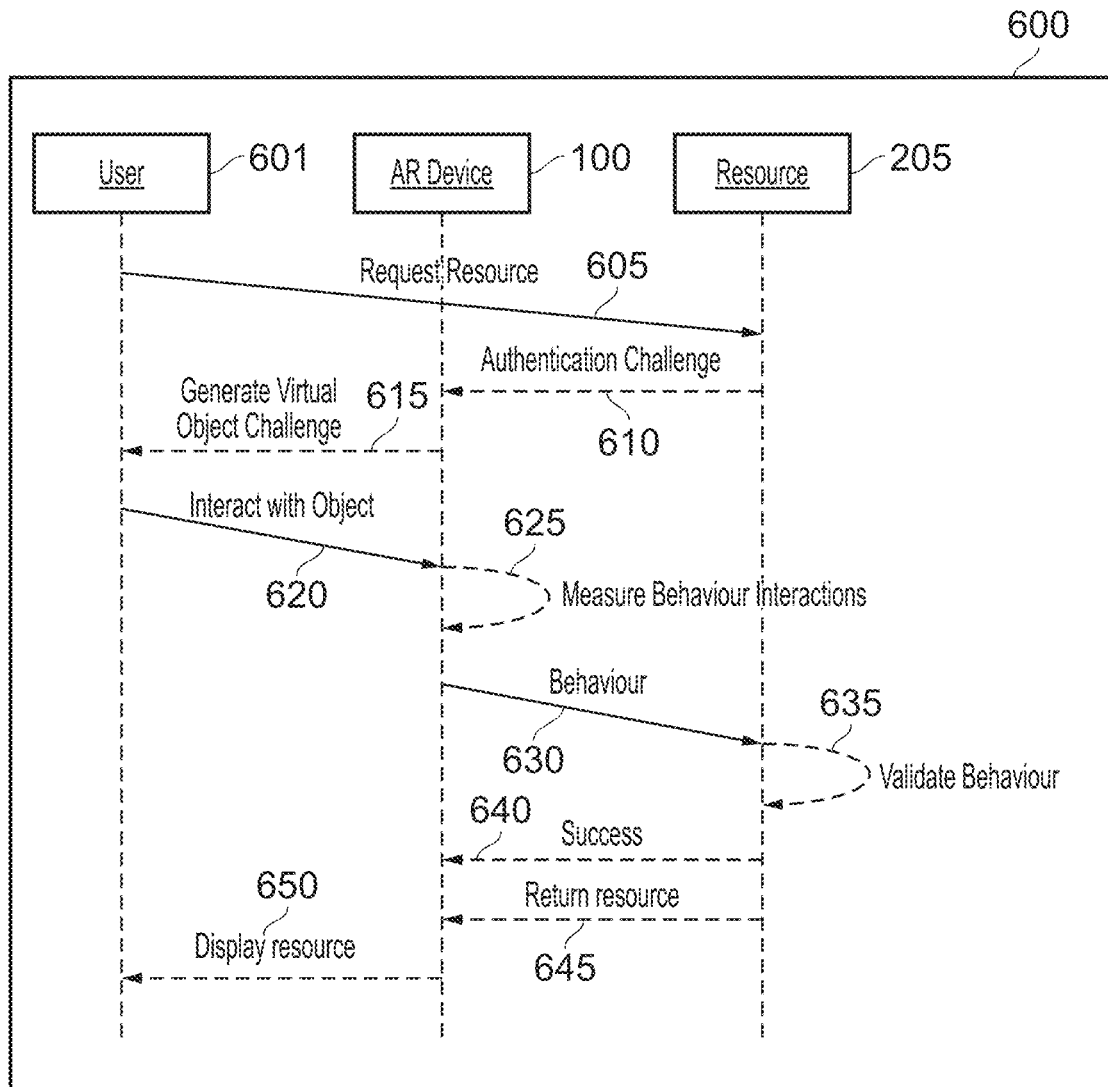 600
User
601
AR Device
100
Resource
205
Request Resource
605
Authentication Challenge
610
Generate Virtual
Object Challenge
615
Interact with Object
620
625
Measure Behaviour Interactions
Behaviour
630
635
Validate Behaviour
640
Success
Return resource
645
650
Display resource